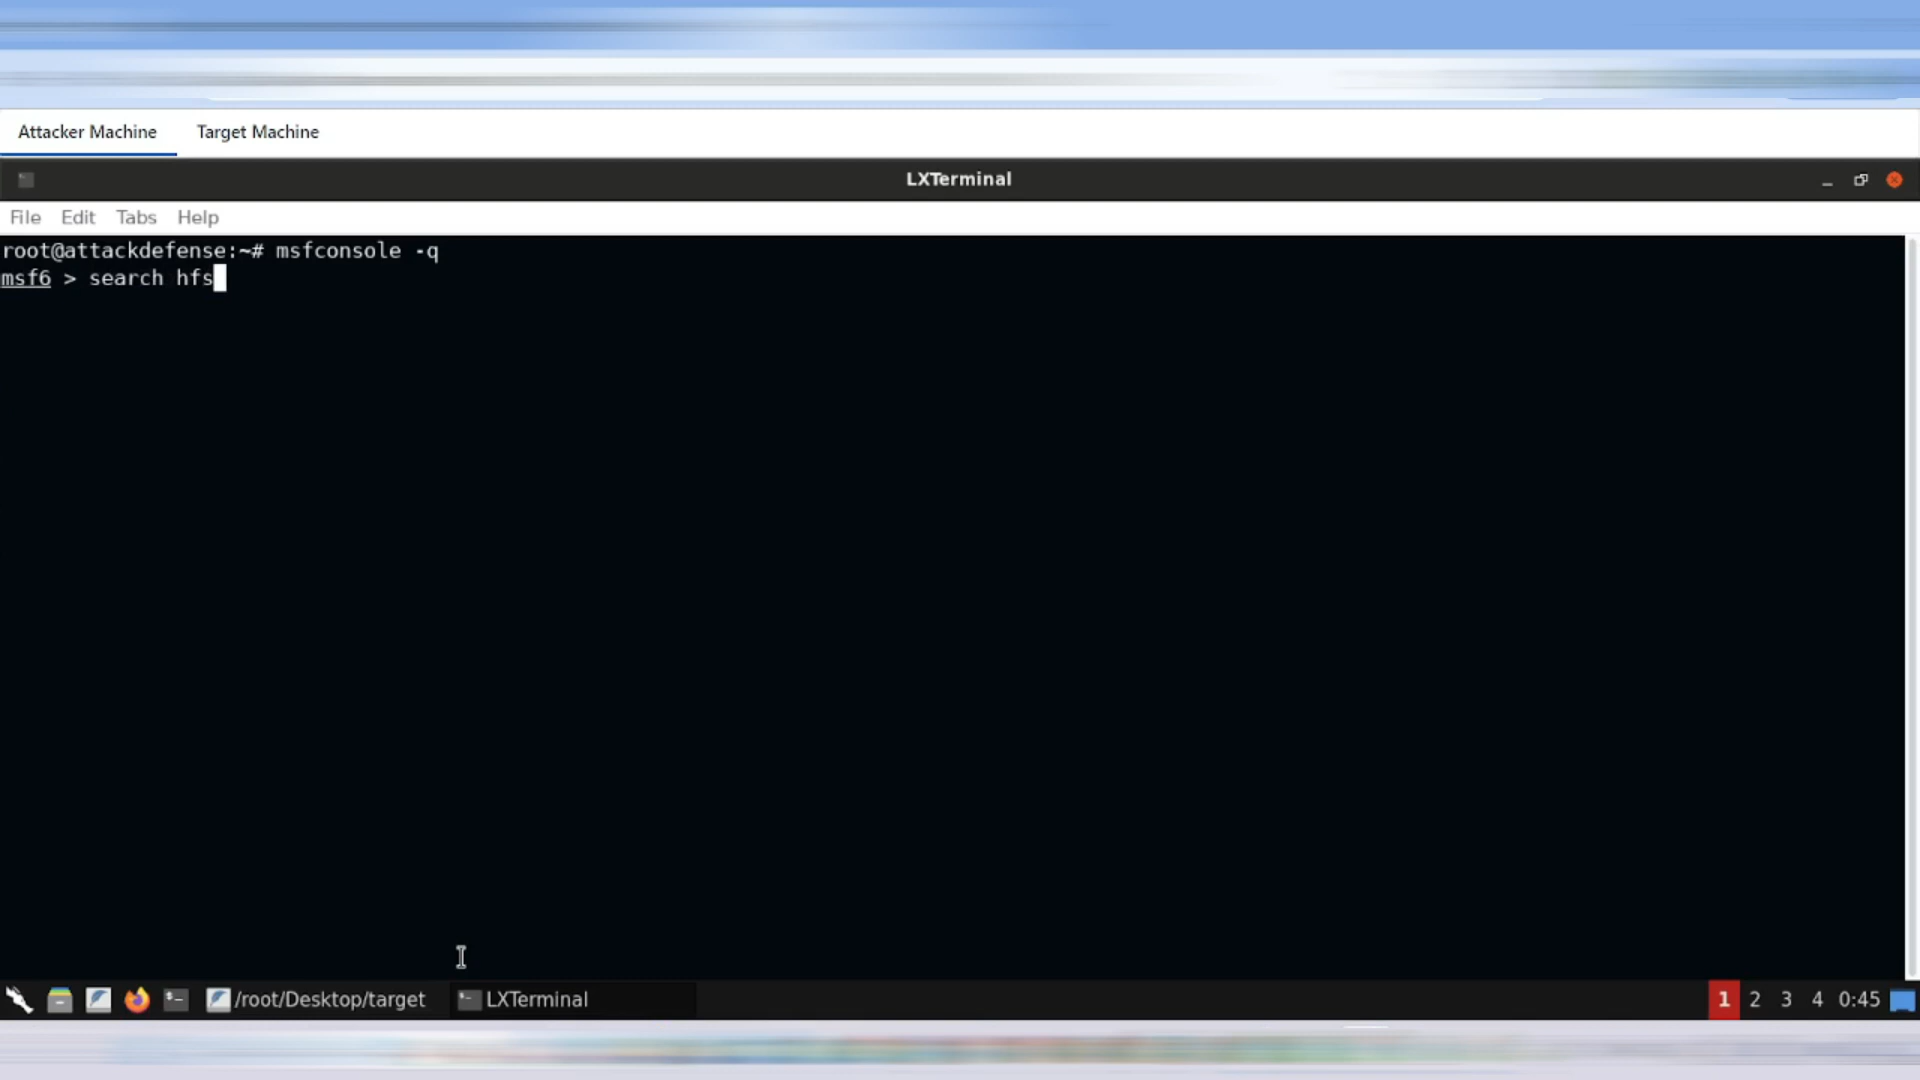 Attacker Machine Target Machine
LXTerminal
File Edit Tabs Help
root@attackdefense:~# msfconsole -q
msf6 > search hfs
/root/Desktop/target LXTerminal 1 2 3 4 0:45